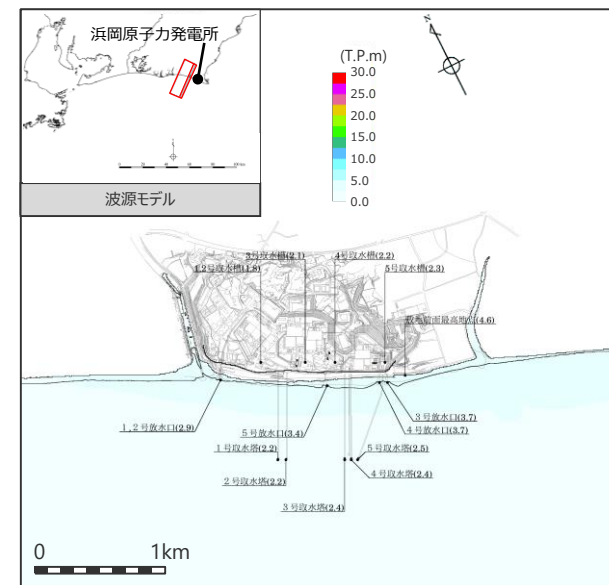 浜岡原子力発電所
波源モデル
(T.P.m)
30.0
25.0
20.0
15.0
10.0
5.0
0.0
N
3号取水槽(2.1)
4号取水槽(2.2)
1,2号取水槽(1.8)
5号取水槽(2.3)
敷地前面最高地点(4.6)
3号放水口(3.7)
4号放水口(3.7)
1,2号放水口(2.9)
5号放水口(3.4)
1号取水塔(2.2)
5号取水塔(2.5)
4号取水塔(2.4)
2号取水塔(2.2)
3号取水塔(2.4)
0 1km